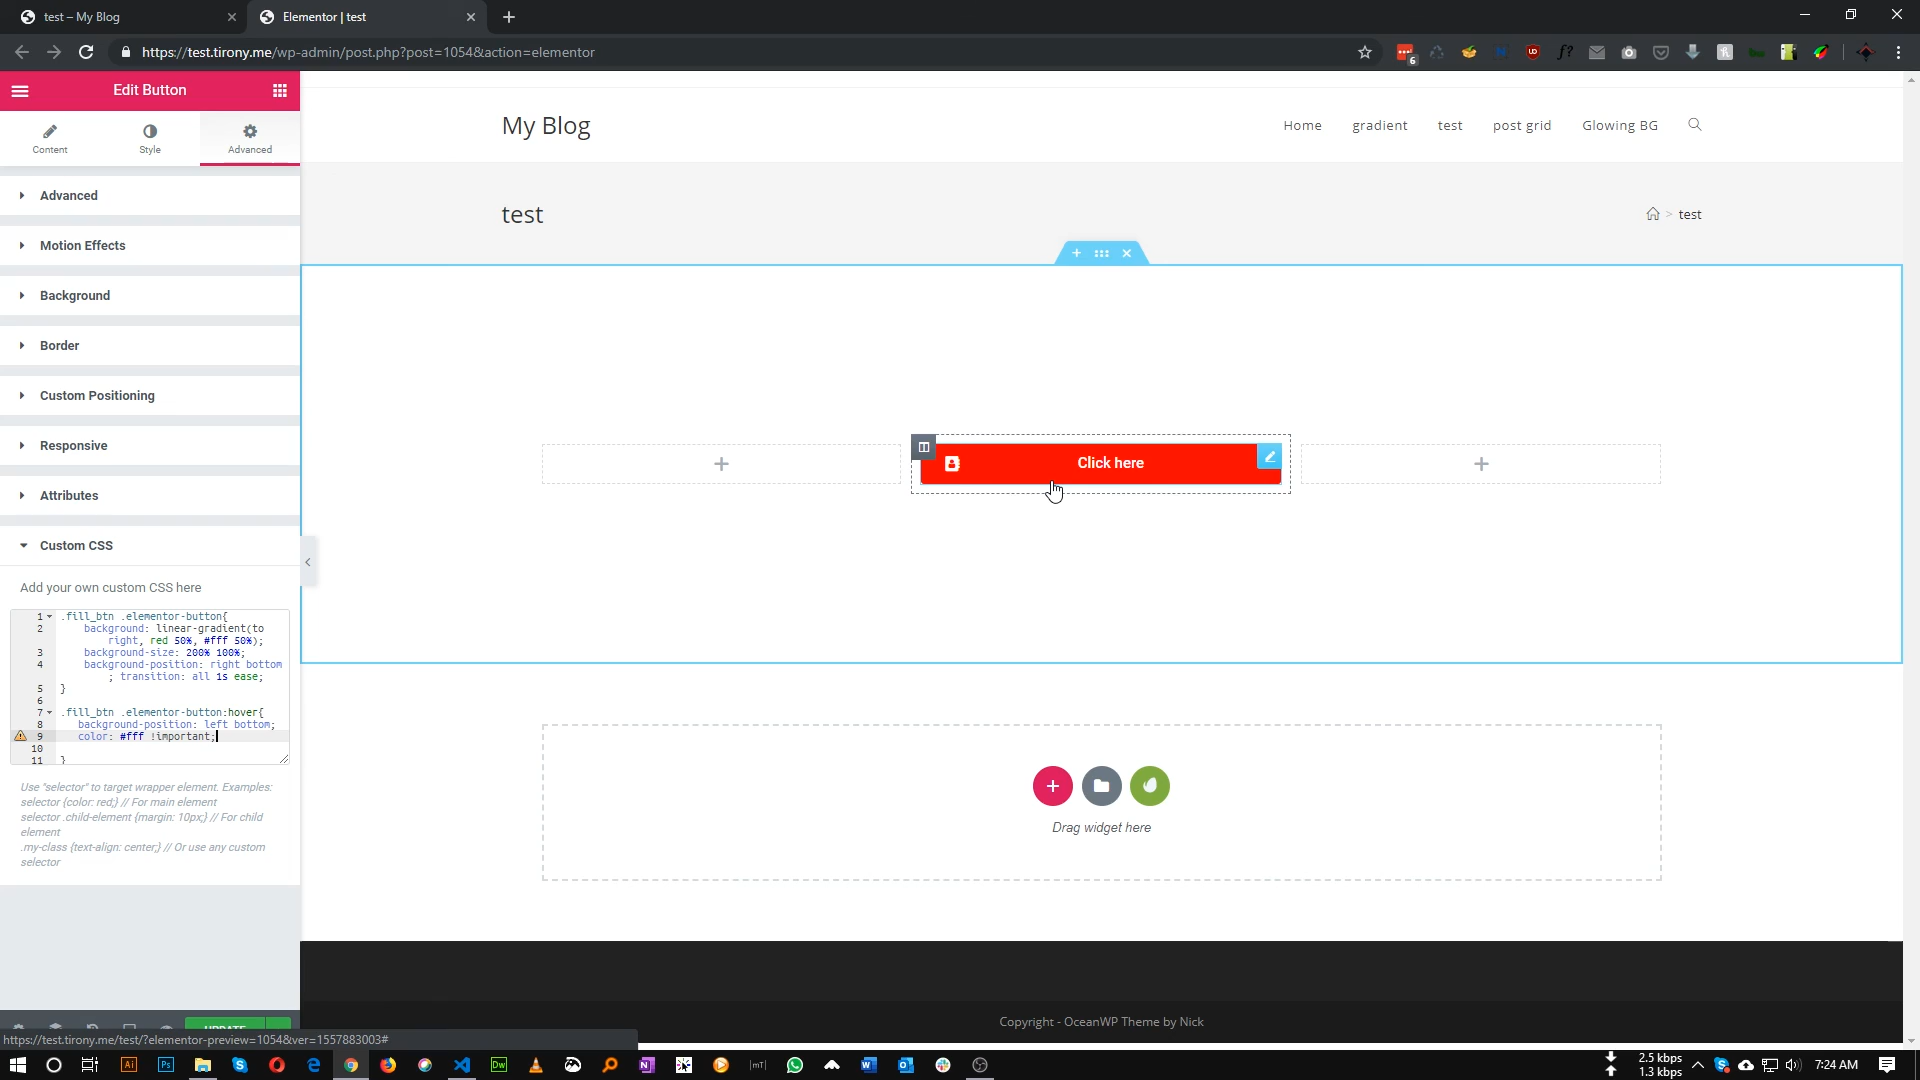 test – My Blog
Elementor | test
https://test.tirony.me/wp-admin/post.php?post=1054&action=elementor
6
Edit Button
Content
Style
Advanced
Advanced
Motion Effects
Background
Border
Custom Positioning
Responsive
Attributes
Custom CSS
Add your own custom CSS here
1 .fill_btn .elementor-button{
2 background: linear-gradient(to
right, red 50%, #fff 50%);
3 background-size: 200% 100%;
4 background-position: right bottom
; transition: all 1s ease;
5 }
6
7 .fill_btn .elementor-button:hover{
8 background-position: left bottom;
9 color: #fff !important;
10
11 }
Use "selector" to target wrapper element. Examples:
selector {color: red;} // For main element
selector .child-element {margin: 10px;} // For child
element
.my-class {text-align: center;} // Or use any custom
selector
UPDATE
https://test.tirony.me/test/?elementor-preview=1054&ver=1557883003#
My Blog
Home
gradient
test
post grid
Glowing BG
test
> test
Click here
Drag widget here
Copyright - OceanWP Theme by Nick
2.5 kbps
1.3 kbps
7:24 AM